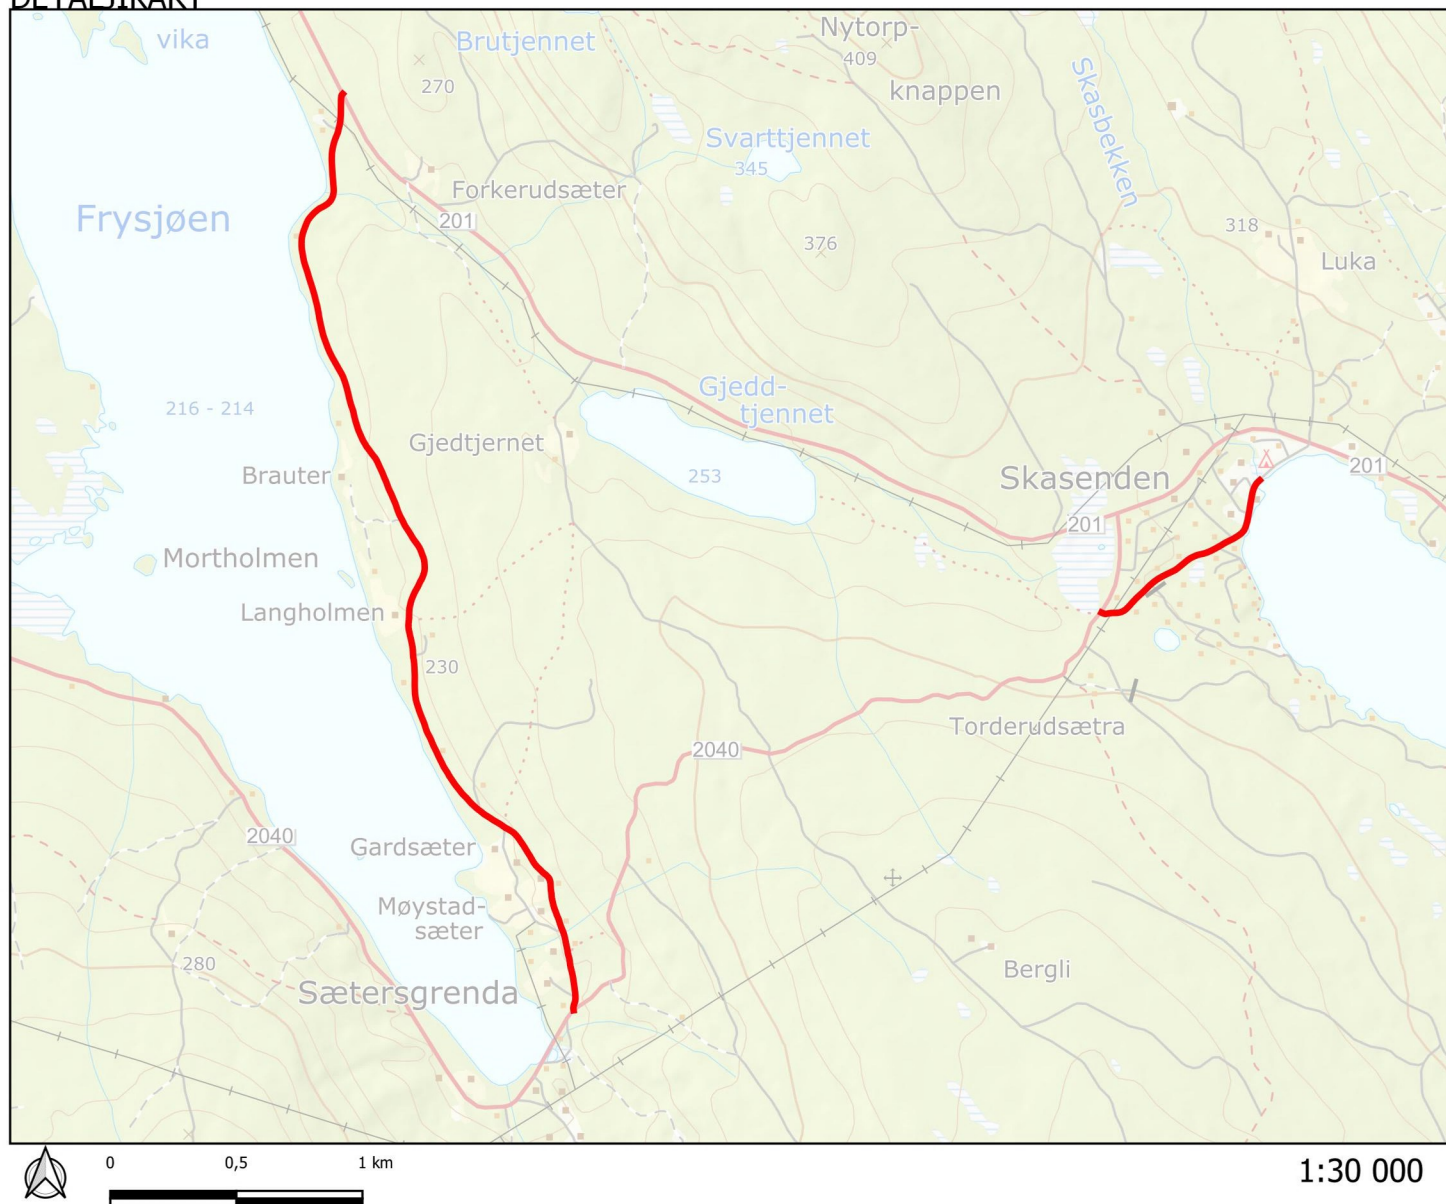 DETALJKART
vika
Brutjennet
Nytorp-
409
knappen
270
Skasbekken
Svarttjennet
345
Forkerudsæter
Frysjøen
201
318
376
Luka
216 - 214
Gjedd-
tjennet
Gjedtjernet
Brauter
253
Skasenden
201
201
Mortholmen
Langholmen
230
Torderudsætra
2040
2040
Gardsæter
Møystad-
sæter
280
Bergli
Sætersgrenda
0 0,5 1 km
1:30 000